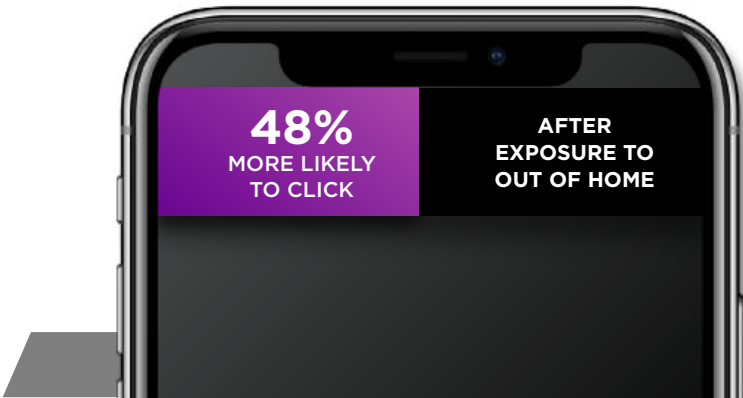 48%
MORE LIKELY
TO CLICK
AFTER
EXPOSURE TO
OUT OF HOME